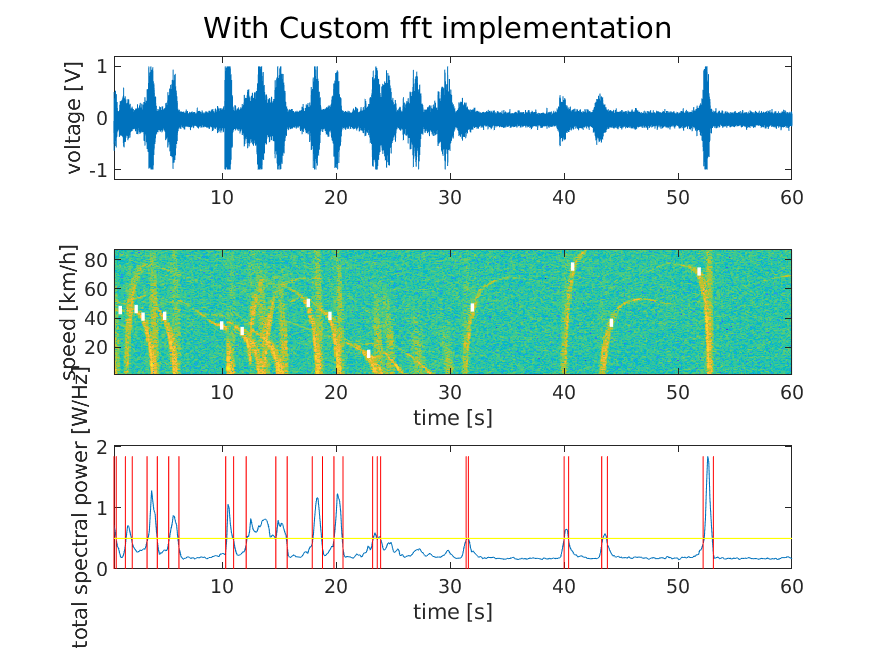 With Custom fft implementation
voltage [V]
1
0
-1
10 20 30 40 50 60
speed [km/h]
80
60
40
20
10 20 30 40 50 60
time [s]
total spectral power [W/Hz]
2
1
0
10 20 30 40 50 60
time [s]